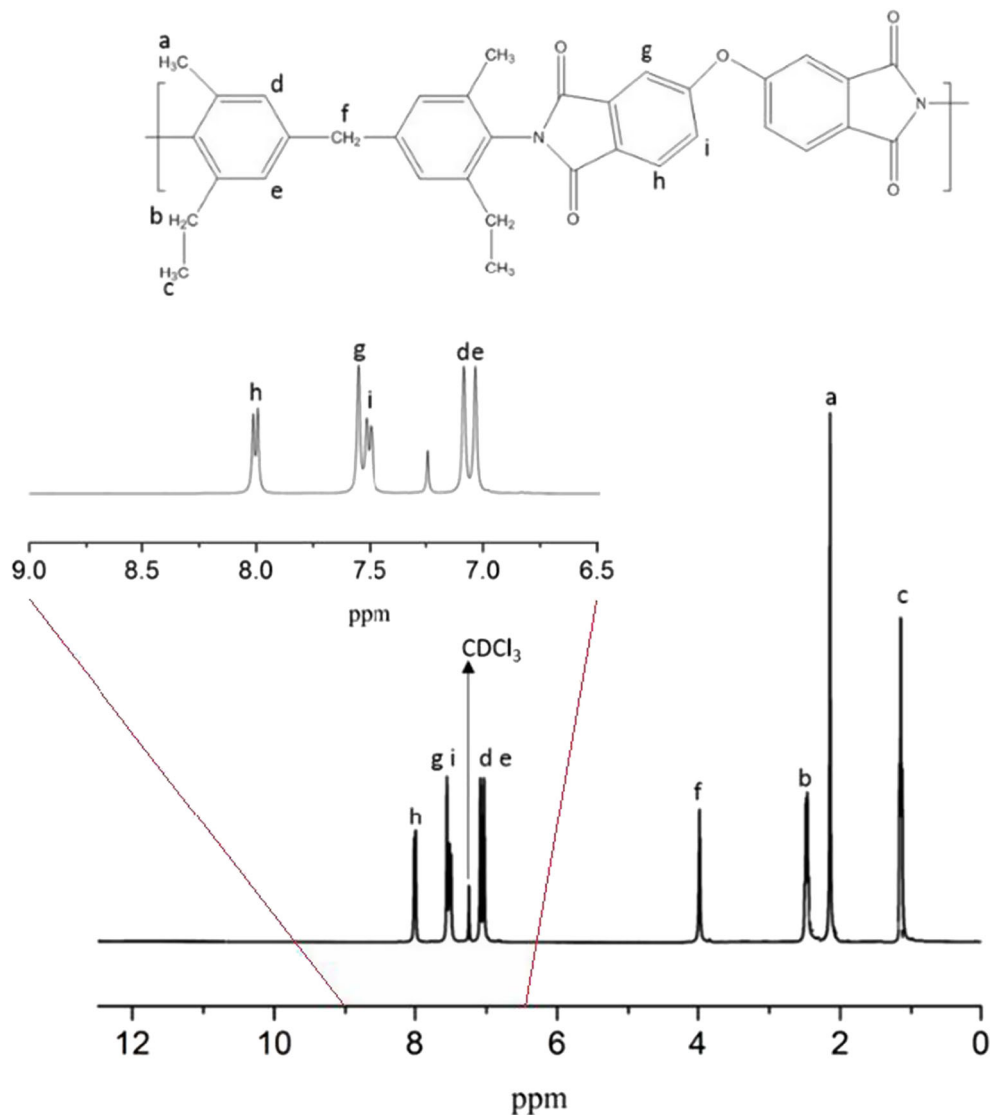 a
H₃C
d
f
CH₃
O
g
O
O
CH₂
N
N
e
i
h
b H₂C
CH₂
O
O
H₃C
CH₃
c
h
g
i
d e
9.0 8.5 8.0 7.5 7.0 6.5
ppm
a
c
CDCl₃
g i
d e
h
f
b
12 10 8 6 4 2 0
ppm